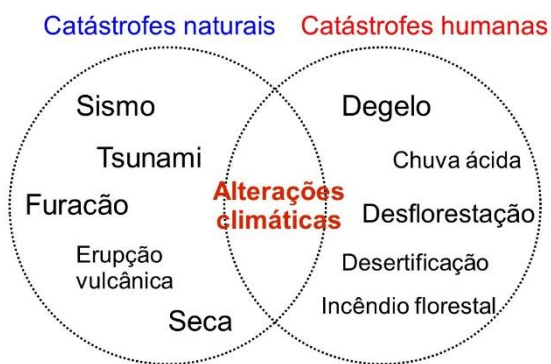 Catástrofes naturais
Catástrofes humanas
Sismo
Tsunami
Furacão
Erupção
vulcânica
Seca
Alterações
climáticas
Degelo
Chuva ácida
Desflorestação
Desertificação
Incêndio florestal